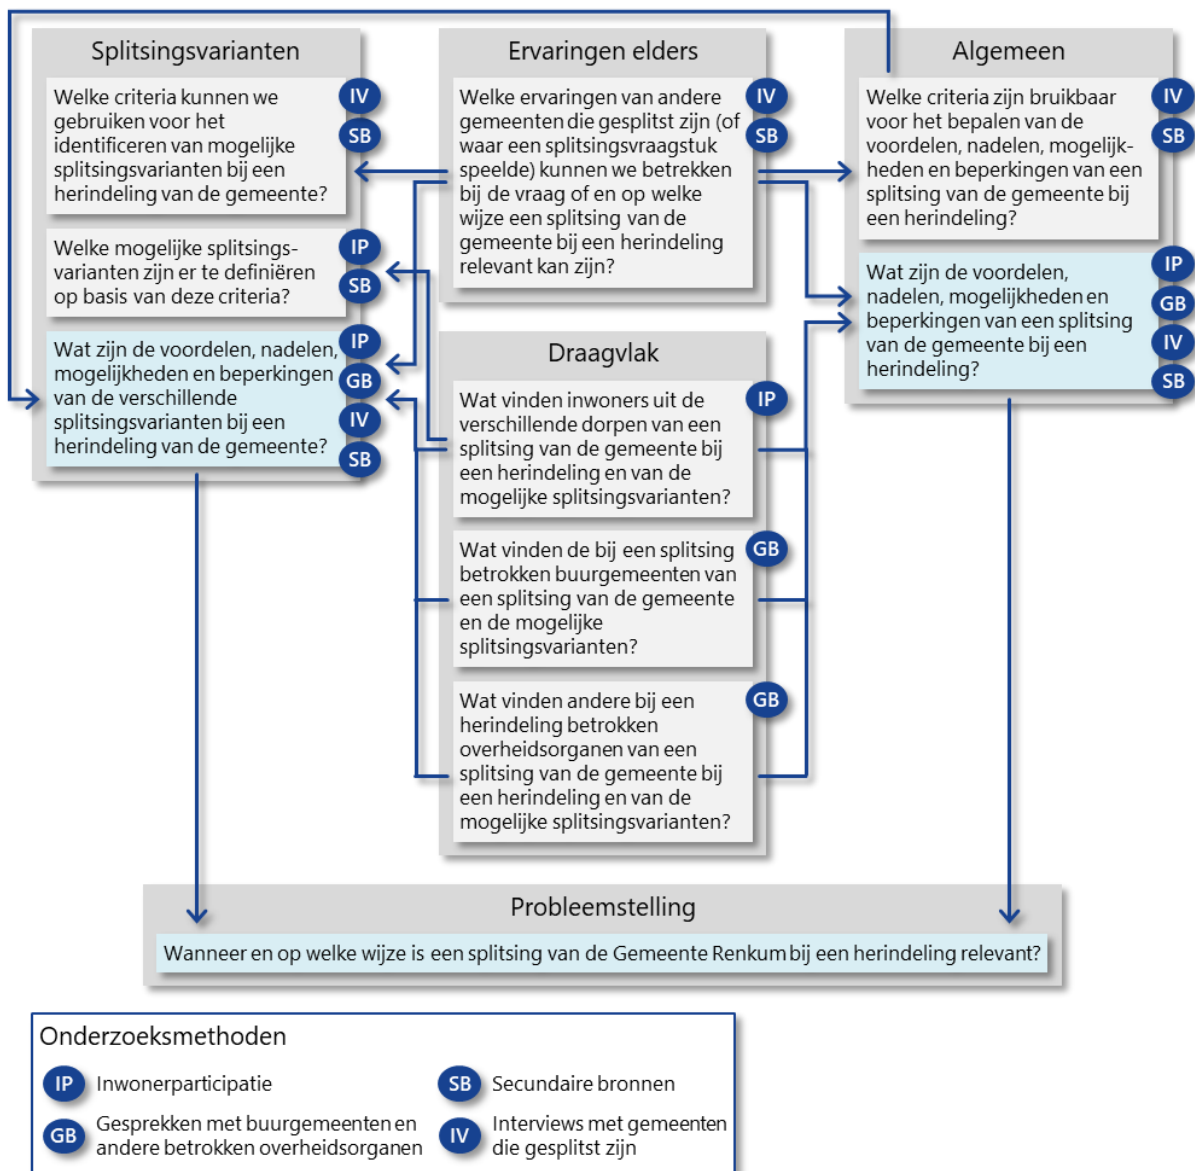 Splitsingsvarianten
Welke criteria kunnen we
gebruiken voor het
identificeren van mogelijke
splitsingsvarianten bij een
herindeling van de gemeente?
IV
SB
Welke mogelijke splitsings-
varianten zijn er te definiëren
op basis van deze criteria?
IP
SB
Wat zijn de voordelen, nadelen,
mogelijkheden en beperkingen
van de verschillende
splitsingsvarianten bij een
herindeling van de gemeente?
IP
GB
IV
SB
Ervaringen elders
Welke ervaringen van andere
gemeenten die gesplitst zijn (of
waar een splitsingsvraagstuk
speelde) kunnen we betrekken
bij de vraag of en op welke
wijze een splitsing van de
gemeente bij een herindeling
relevant kan zijn?
IV
SB
Draagvlak
Wat vinden inwoners uit de
verschillende dorpen van een
splitsing van de gemeente bij
een herindeling en van de
mogelijke splitsingsvarianten?
IP
Wat vinden de bij een splitsing
betrokken buurgemeenten van
een splitsing van de gemeente
en de mogelijke
splitsingsvarianten?
GB
Wat vinden andere bij een
herindeling betrokken
overheidsorganen van een
splitsing van de gemeente bij
een herindeling en van de
mogelijke splitsingsvarianten?
GB
Algemeen
Welke criteria zijn bruikbaar
voor het bepalen van de
voordelen, nadelen, mogelijk-
heden en beperkingen van een
splitsing van de gemeente bij
een herindeling?
IV
SB
Wat zijn de voordelen,
nadelen, mogelijkheden en
beperkingen van een splitsing
van de gemeente bij een
herindeling?
IP
GB
IV
SB
Probleemstelling
Wanneer en op welke wijze is een splitsing van de Gemeente Renkum bij een herindeling relevant?
Onderzoeksmethoden
IP Inwonerparticipatie
GB Gesprekken met buurgemeenten en
andere betrokken overheidsorganen
SB Secundaire bronnen
IV Interviews met gemeenten
die gesplitst zijn